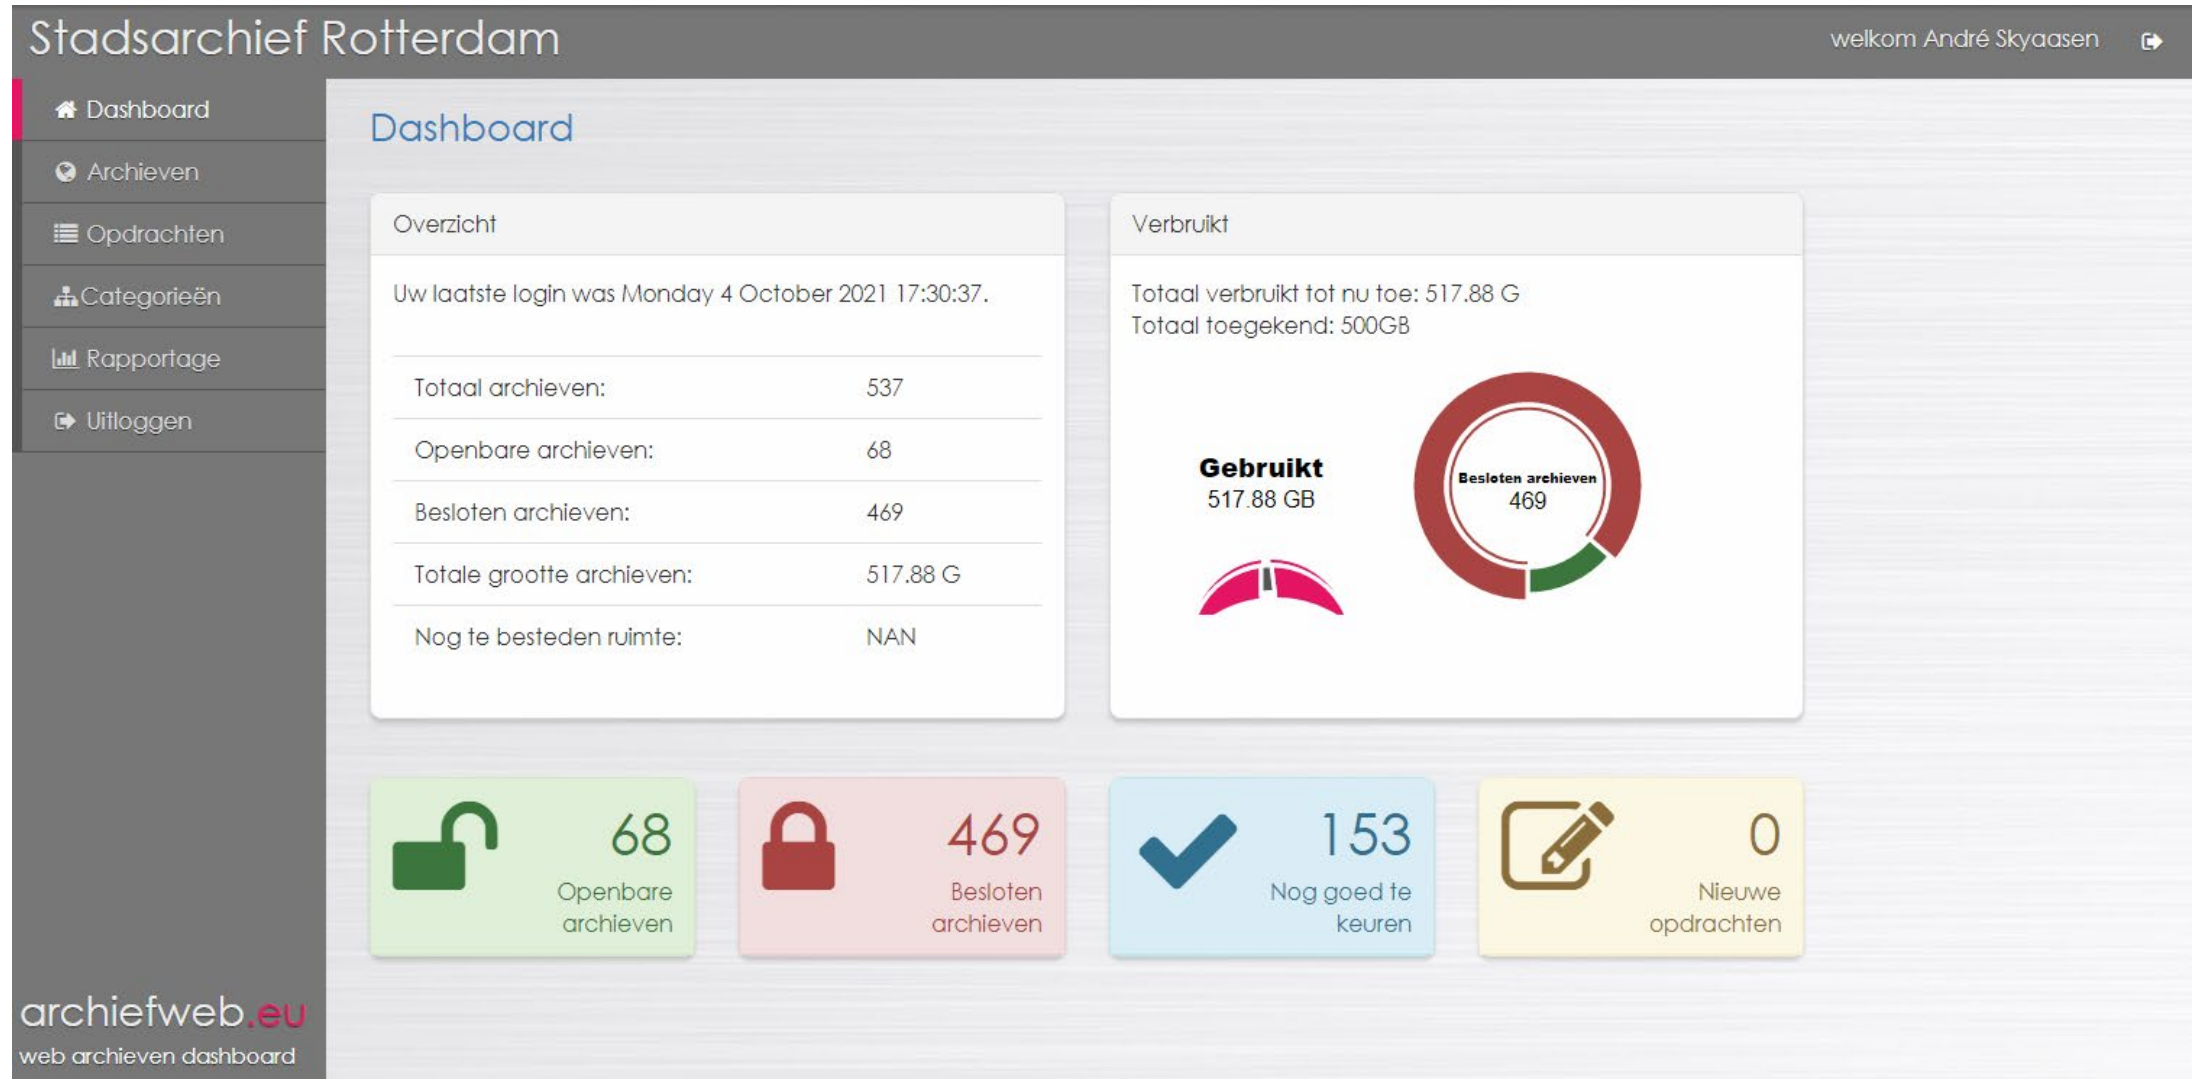 Stadsarchief Rotterdam
welkom André Skyaasen
Dashboard
Archieven
Opdrachten
Categorieën
Rapportage
Uitloggen
Dashboard
Overzicht
Uw laatste login was Monday 4 October 2021 17:30:37.
Totaal archieven: 537
Openbare archieven: 68
Besloten archieven: 469
Totale grootte archieven: 517.88 G
Nog te besteden ruimte: NAN
Verbruikt
Totaal verbruikt tot nu toe: 517.88 G
Totaal toegekend: 500GB
Gebruikt
517.88 GB
Besloten archieven
469
68
Openbare
archieven
469
Besloten
archieven
153
Nog goed te
keuren
0
Nieuwe
opdrachten
archiefweb.eu
web archieven dashboard